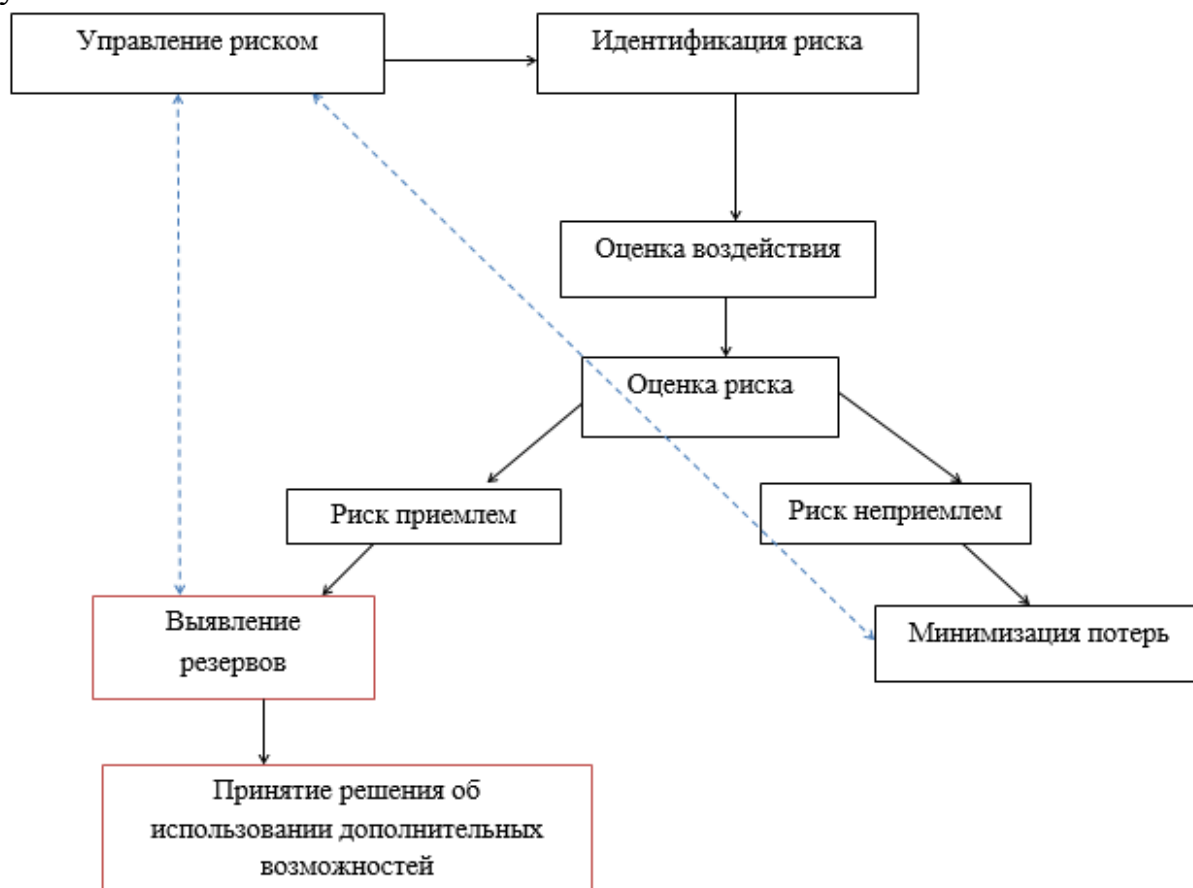 у
Управление риском
Идентификация риска
Оценка воздействия
Оценка риска
Риск приемлем
Риск неприемлем
Выявление
резервов
Минимизация потерь
Принятие решения об
использовании дополнительных
возможностей